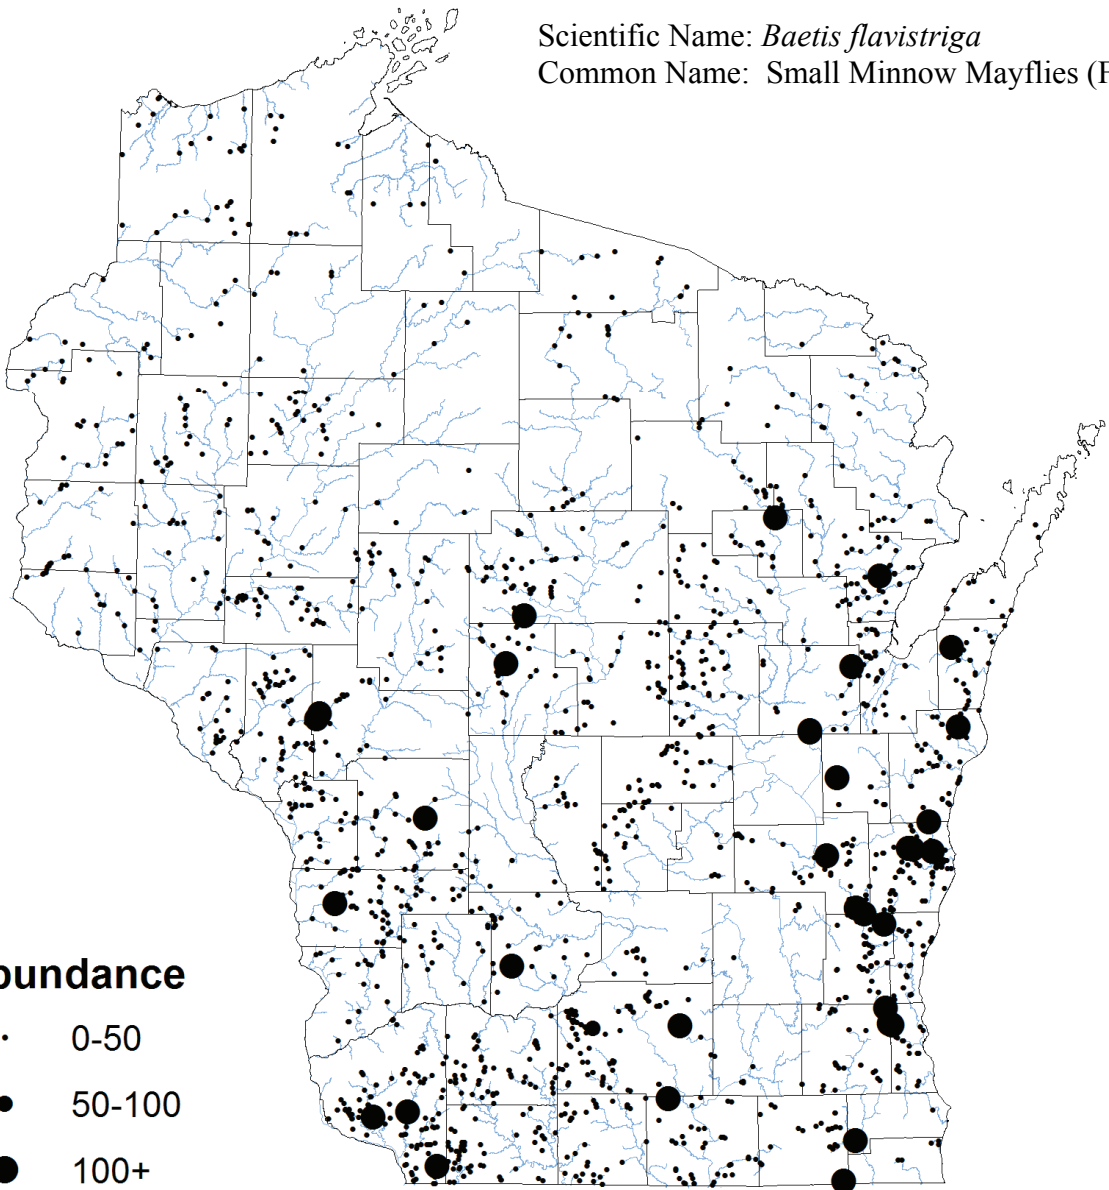 Scientific Name: Baetis flavistriga
Common Name: Small Minnow Mayflies (F
bundance
0-50
50-100
100+